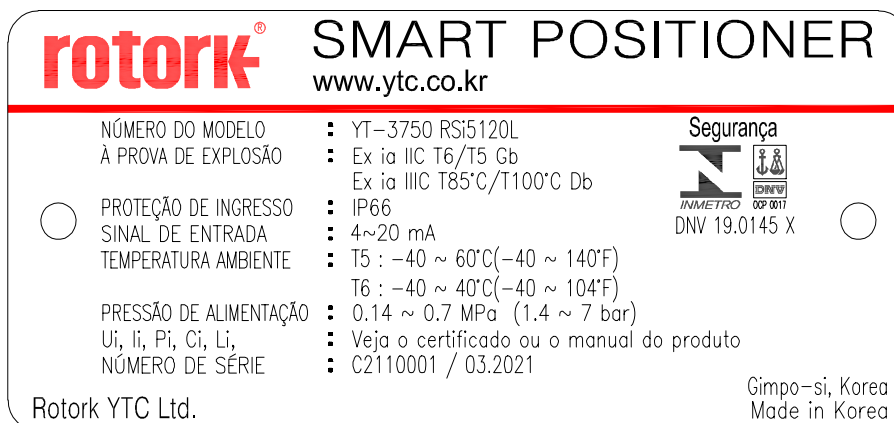 rotork®
SMART POSITIONER
www.ytc.co.kr
NÚMERO DO MODELO : YT-3750 RSi5120L
À PROVA DE EXPLOSÃO : Ex ia IIC T6/T5 Gb
Ex ia IIIC T85°C/T100°C Db
PROTEÇÃO DE INGRESSO : IP66
SINAL DE ENTRADA : 4~20 mA
TEMPERATURA AMBIENTE : T5 : -40 ~ 60°C(-40 ~ 140°F)
T6 : -40 ~ 40°C(-40 ~ 104°F)
PRESSÃO DE ALIMENTAÇÃO : 0.14 ~ 0.7 MPa (1.4 ~ 7 bar)
Ui, Ii, Pi, Ci, Li, : Veja o certificado ou o manual do produto
NÚMERO DE SÉRIE : C2110001 / 03.2021
Segurança
INMETRO
DNV
OCP 0017
DNV 19.0145 X
Rotork YTC Ltd.
Gimpo-si, Korea
Made in Korea